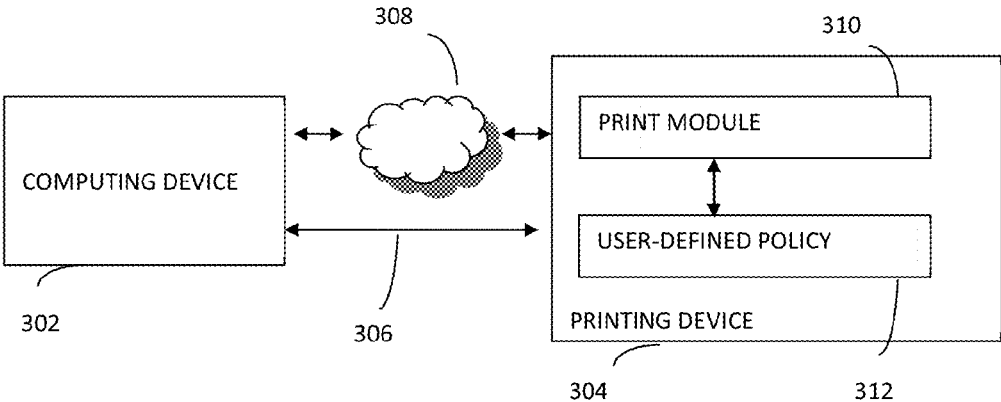 308
310
PRINT MODULE
COMPUTING DEVICE
USER-DEFINED POLICY
302
306
PRINTING DEVICE
304
312